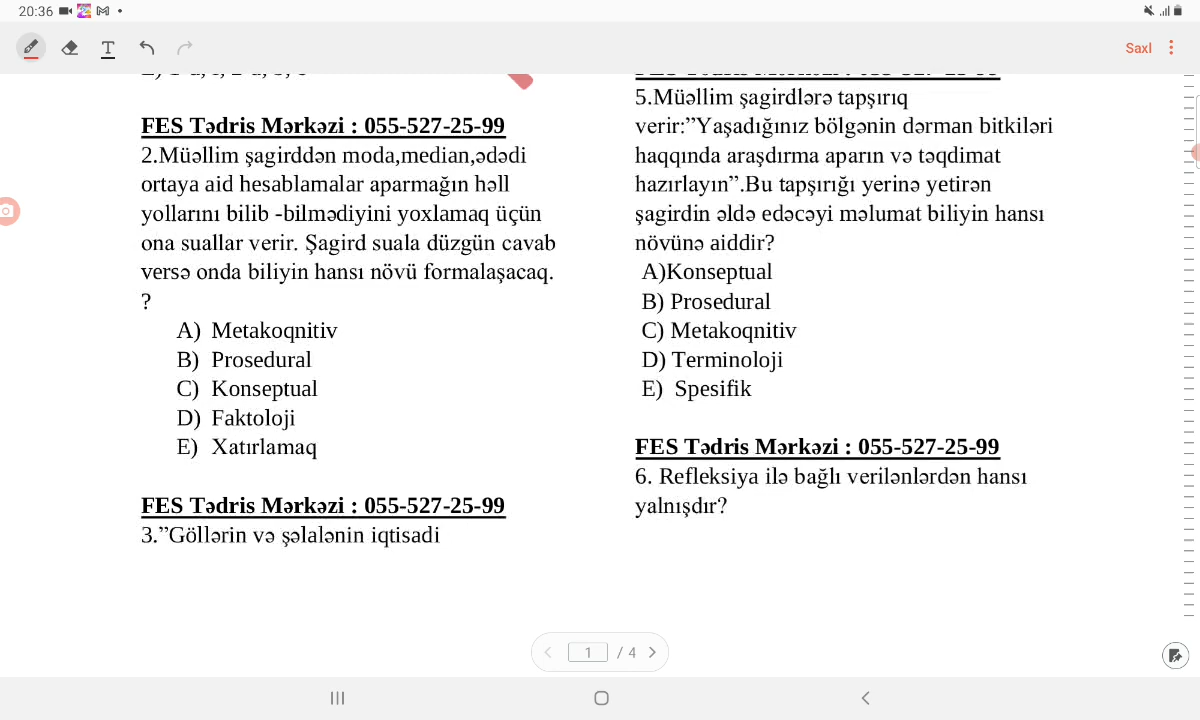 20:36
Saxl
FES Tədris Mərkəzi : 055-527-25-99
2.Müəllim şagirddən moda,median,ədədi
ortaya aid hesablamalar aparmağın həll
yollarını bilib -bilmədiyini yoxlamaq üçün
ona suallar verir. Şagird suala düzgün cavab
versə onda biliyin hansı növü formalaşacaq.
?
A) Metakoqnitiv
B) Prosedural
C) Konseptual
D) Faktoloji
E) Xatırlamaq
FES Tədris Mərkəzi : 055-527-25-99
3.”Göllərin və şəlalənin iqtisadi
5.Müəllim şagirdlərə tapşırıq
verir:”Yaşadığınız bölgənin dərman bitkiləri
haqqında araşdırma aparın və təqdimat
hazırlayın”.Bu tapşırığı yerinə yetirən
şagirdin əldə edəcəyi məlumat biliyin hansı
növünə aiddir?
A)Konseptual
B) Prosedural
C) Metakoqnitiv
D) Terminoloji
E) Spesifik
FES Tədris Mərkəzi : 055-527-25-99
6. Refleksiya ilə bağlı verilənlərdən hansı
yalnışdır?
1 / 4